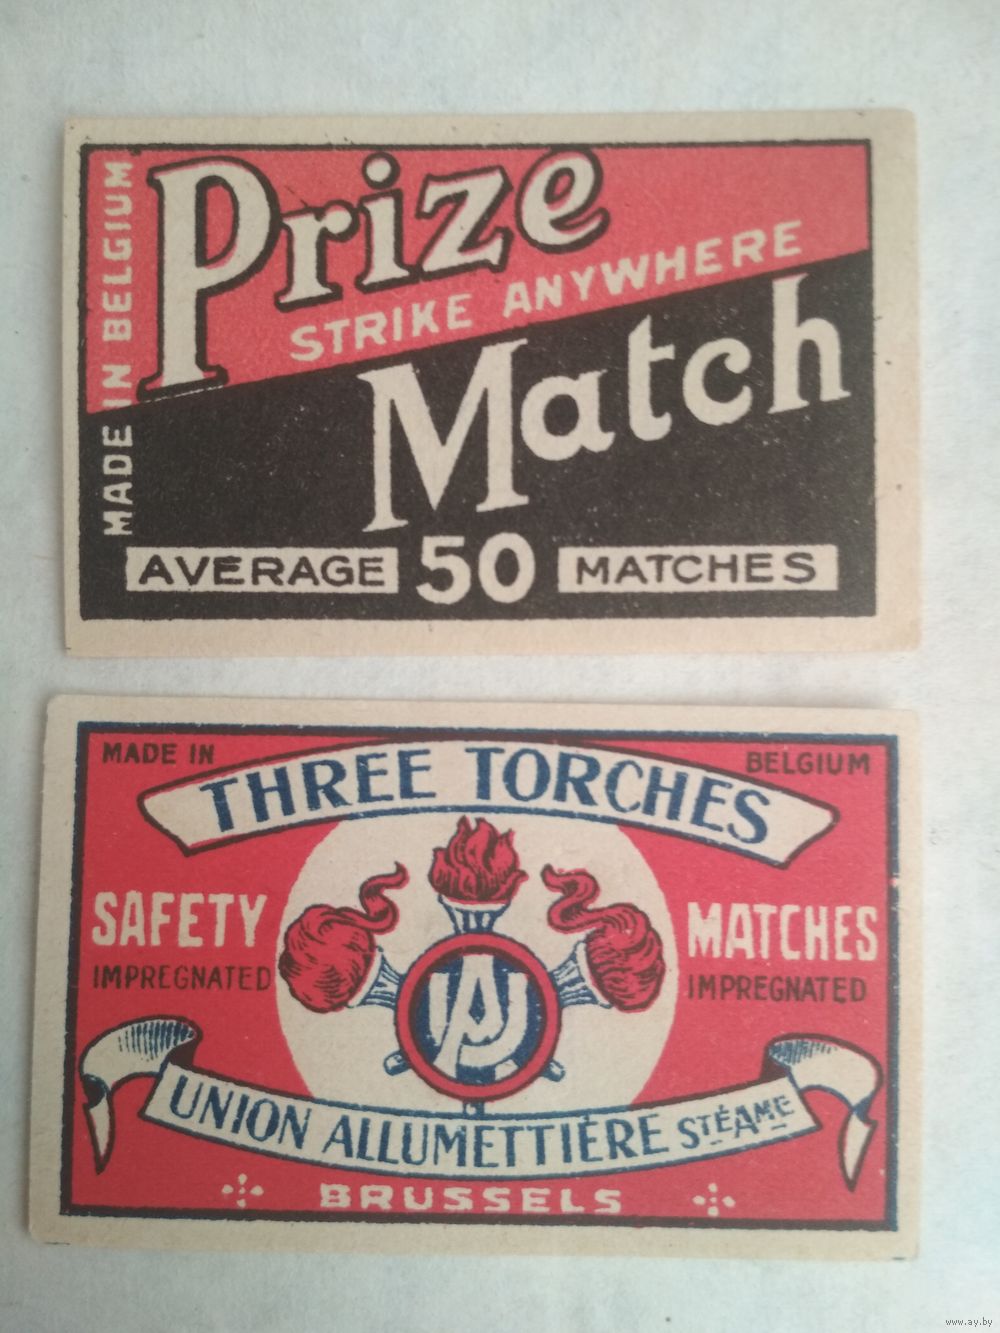 MADE IN BELGIUM
Prize
STRIKE ANYWHERE
Match
AVERAGE 50 MATCHES
MADE IN BELGIUM
THREE TORCHES
SAFETY MATCHES
IMPREGNATED IMPREGNATED
UA
UNION ALLUMETTIÈRE STÉ AME
BRUSSELS
www.ay.by